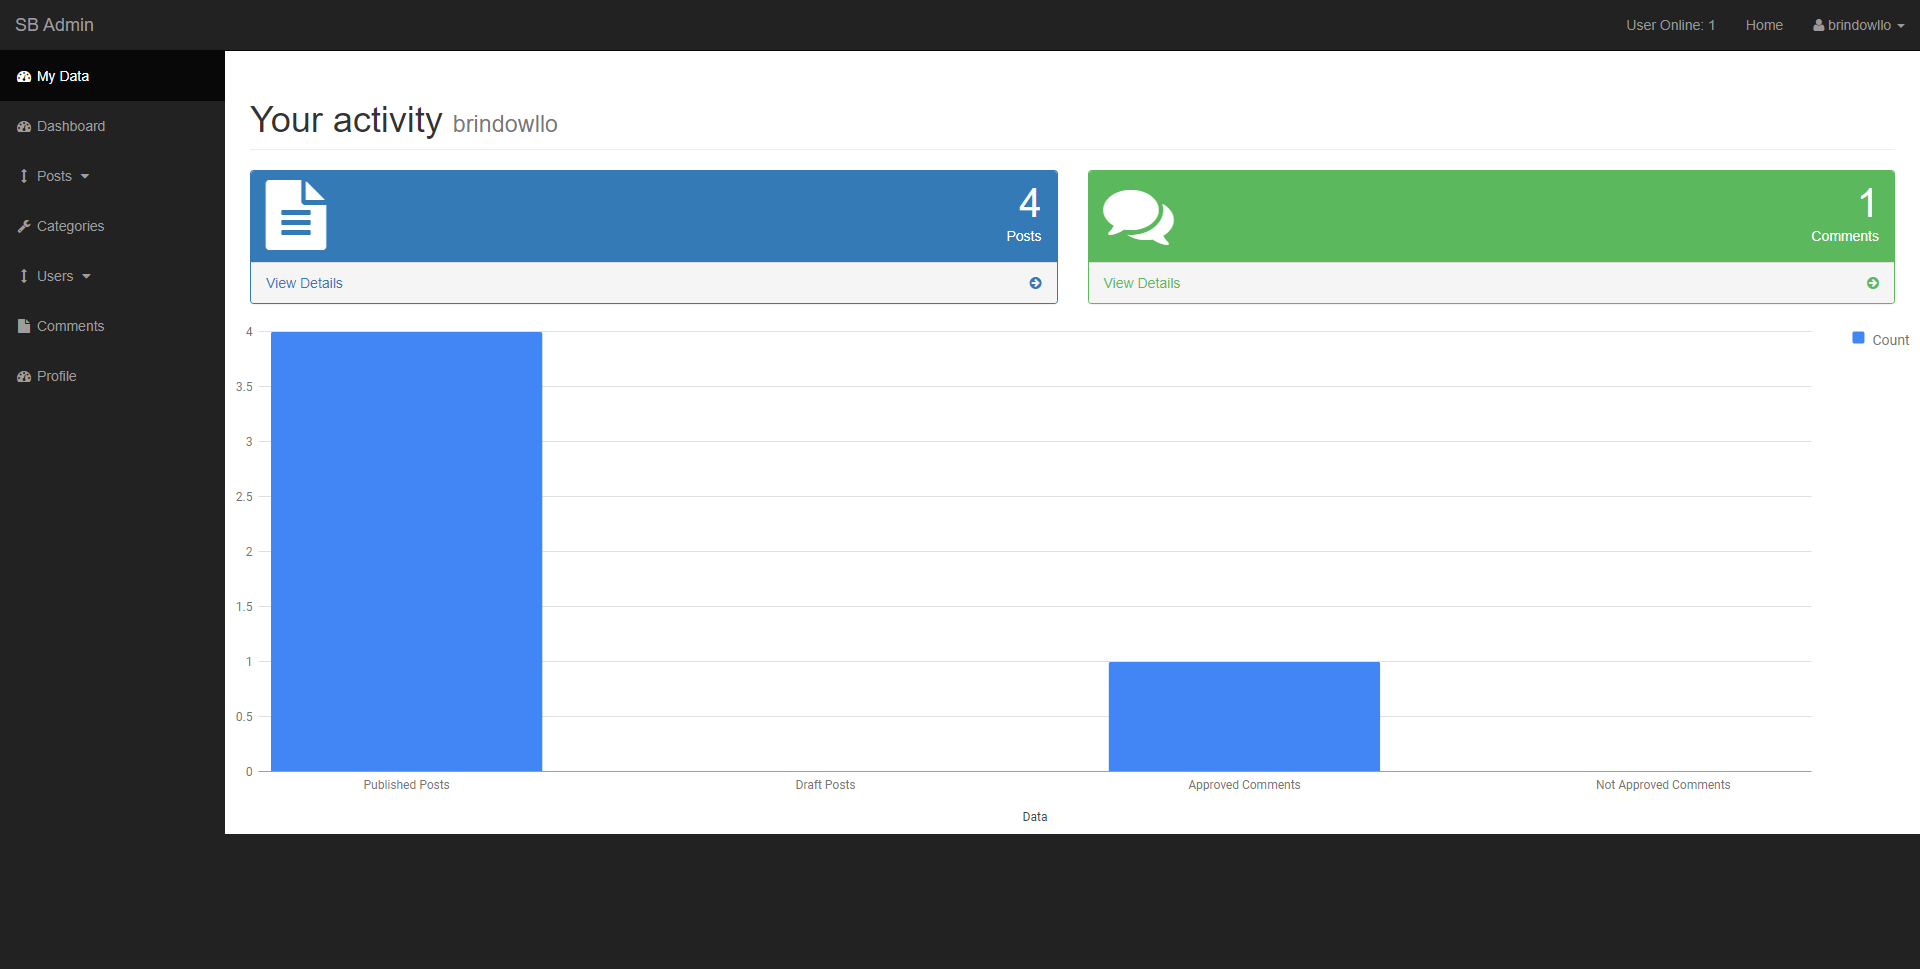 SB Admin
User Online: 1 Home brindowllo
My Data
Dashboard
Posts
Categories
Users
Comments
Profile
Your activity brindowllo
4
Posts
View Details
1
Comments
View Details
4
3.5
3
2.5
2
1.5
1
0.5
0
Published Posts Draft Posts Approved Comments Not Approved Comments
Data
Count